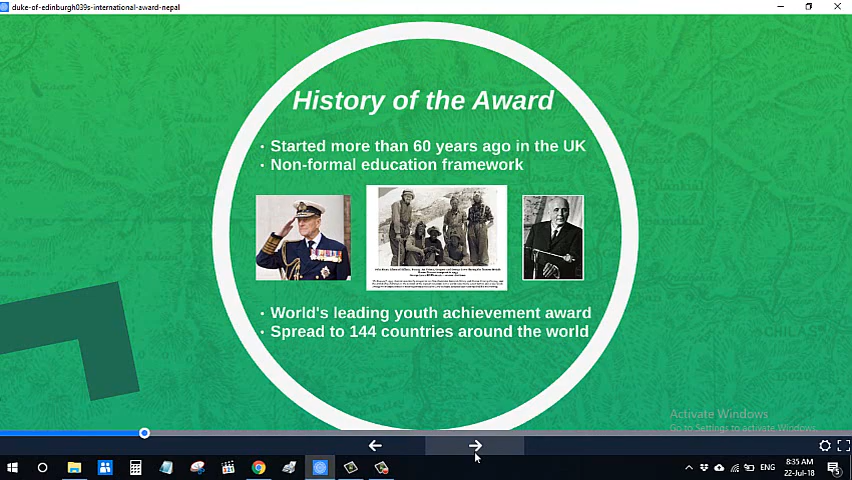 duke-of-edinburgh039s-international-award-nepal
History of the Award
• Started more than 60 years ago in the UK
• Non-formal education framework
• World's leading youth achievement award
• Spread to 144 countries around the world
CHILAS
Activate Windows
Go to Settings to activate Windows.
ENG
8:35 AM
22-Jul-18
5